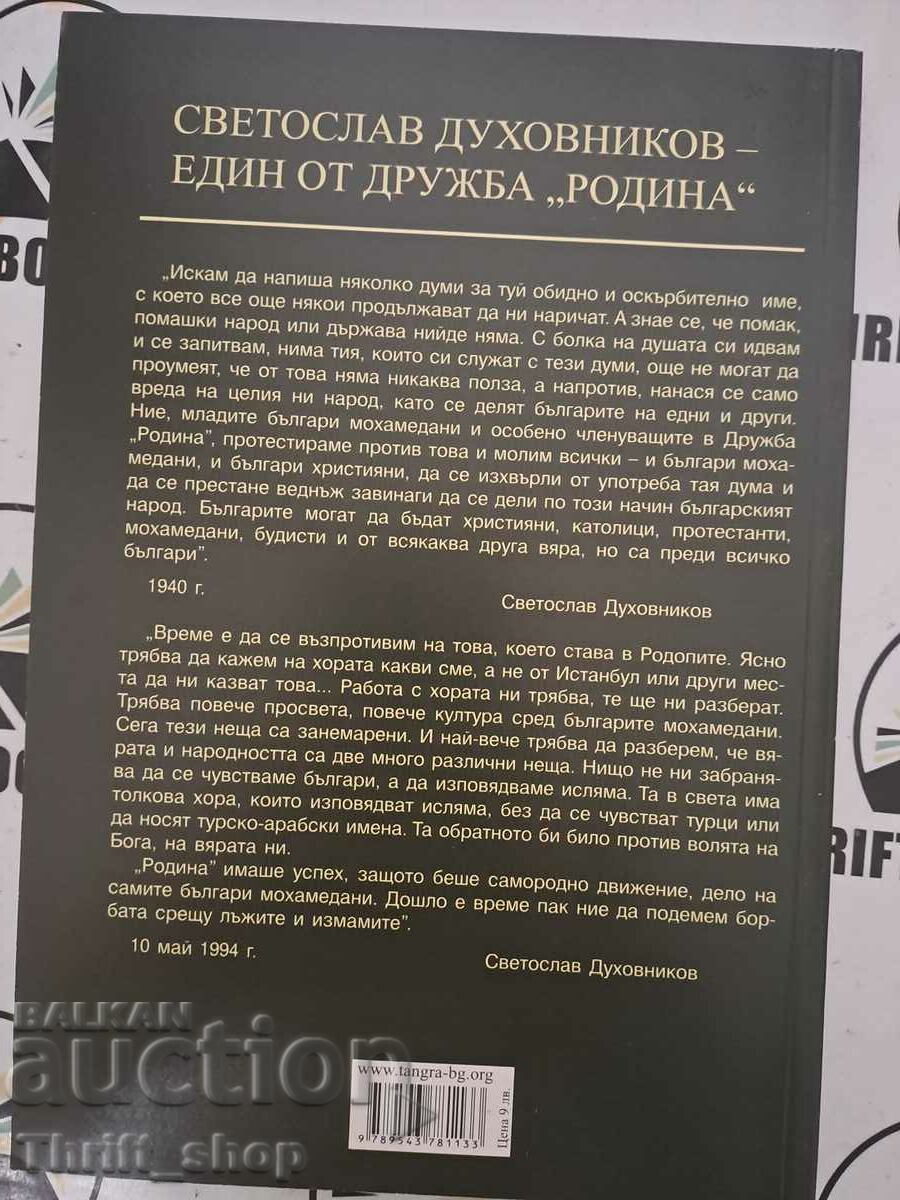 СВЕТОСЛАВ ДУХОВНИКОВ –
ЕДИН ОТ ДРУЖБА „РОДИНА“
„Искам да напиша няколко думи за туй обидно и оскърбително име,
с което все още някои продължават да ни наричат. А знае се, че помак,
помашки народ или държава нийде няма. С болка на душата си идвам
и се запитвам, нима тия, които си служат с тези думи, още не могат да
проумеят, че от това няма никаква полза, а напротив, нанася се само
вреда на целия ни народ, като се делят българите на едни и други.
Ние, младите българи мохамедани и особено членуващите в Дружба
„Родина”, протестираме против това и молим всички – и българи моха-
медани, и българи християни, да се изхвърли от употреба тая дума и
да се престане веднъж завинаги да се дели по този начин българският
народ. Българите могат да бъдат християни, католици, протестанти,
мохамедани, будисти и от всякаква друга вяра, но са преди всичко
българи”.
1940 г.
Светослав Духовников
„Време е да се възпротивим на това, което става в Родопите. Ясно
трябва да кажем на хората какви сме, а не от Истанбул или други мес-
та да ни казват това... Работа с хората ни трябва, те ще ни разберат.
Трябва повече просвета, повече култура сред българите мохамедани.
Сега тези неща са занемарени. И най-вече трябва да разберем, че вя-
рата и народността са две много различни неща. Нищо не ни забраня-
ва да се чувстваме българи, а да изповядваме исляма. Та в света има
толкова хора, които изповядват исляма, без да се чувстват турци или
да носят турско-арабски имена. Та обратното би било против волята на
Бога, на вярата ни.
„Родина” имаше успех, защото беше самородно движение, дело на
самите българи мохамедани. Дошло е време пак ние да подемем бор-
бата срещу лъжите и измамите”.
10 май 1994 г.
Светослав Духовников
www.tangra-bg.org
9 789543 781133
Цена 9 лв.
BALKAN
auction
Thrift_shop